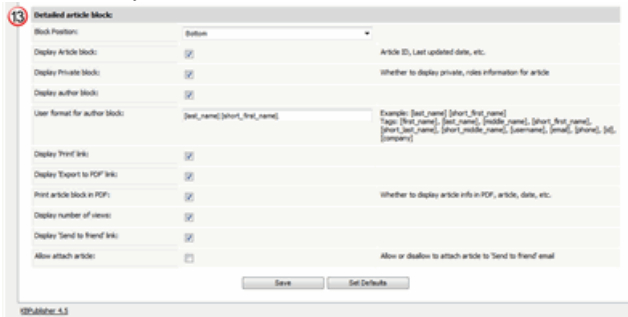 13 Detailed article block:
Block Position: Bottom
Display Article block: Article ID, Last updated date, etc.
Display Private block: Whether to display private, roles information for article
Display author block:
User format for author block: [last_name] [short_first_name]. Example: [last_name] [short_first_name]
Tags: [first_name], [last_name], [middle_name], [short_first_name],
[short_last_name], [short_middle_name], [username], [email], [phone], [id],
[company]
Display 'Print' link:
Display 'Export to PDF' link:
Print article block in PDF: Whether to display article info in PDF, article, date, etc.
Display number of views:
Display 'Send to friend' link:
Allow attach article: Allow or disallow to attach article to 'Send to friend' email
Save Set Defaults
KBPublisher 4.5